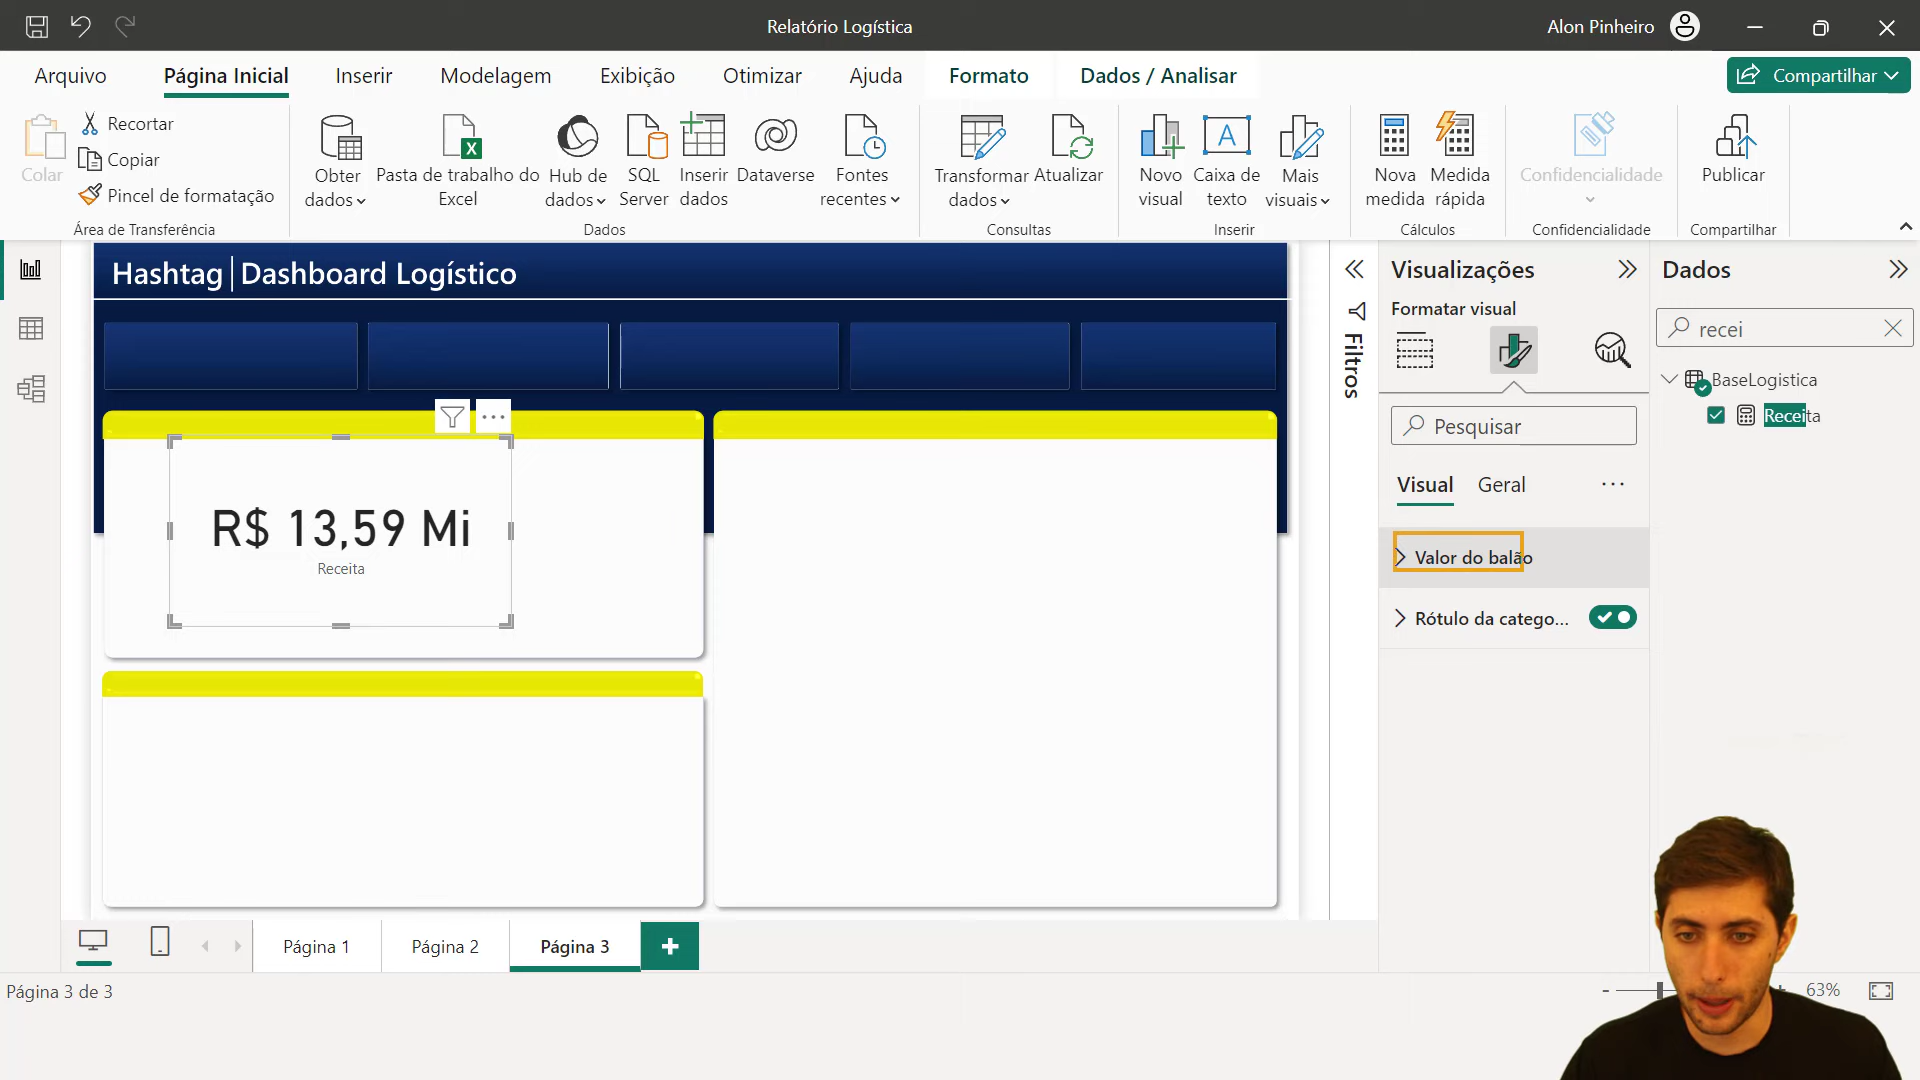 Relatório Logística
Alon Pinheiro
Arquivo
Página Inicial
Inserir
Modelagem
Exibição
Otimizar
Ajuda
Formato
Dados / Analisar
Compartilhar
Colar
Recortar
Copiar
Pincel de formatação
Área de Transferência
Obter
dados
Pasta de trabalho do
Excel
Hub de
dados
SQL
Server
Inserir
dados
Dataverse
Fontes
recentes
Dados
Transformar
dados
Atualizar
Consultas
Novo
visual
Caixa de
texto
Mais
visuais
Inserir
Nova
medida
Medida
rápida
Cálculos
Confidencialidade
Confidencialidade
Publicar
Compartilhar
Hashtag|Dashboard Logístico
R$ 13,59 Mi
Receita
Filtros
Visualizações
Formatar visual
Pesquisar
Visual
Geral
Valor do balão
Rótulo da catego...
Dados
recei
BaseLogistica
Receita
Página 1
Página 2
Página 3
Página 3 de 3
63%